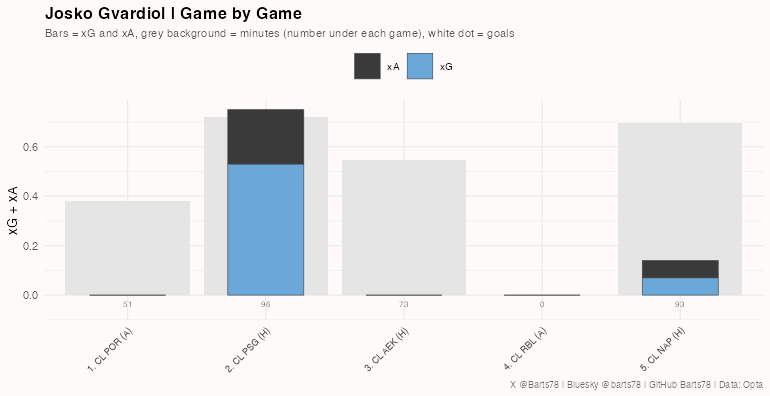 Josko Gvardiol | Game by Game
Bars = xG and xA, grey background = minutes (number under each game), white dot = goals
xA
xG
xG + xA
0.6
0.4
0.2
0.0
51
96
73
0
93
1. CL POR (A)
2. CL PSG (H)
3. CL AEK (H)
4. CL RBL (A)
5. CL NAP (H)
X @Barts78 | Bluesky @barts78 | GitHub Barts78 | Data: Opta